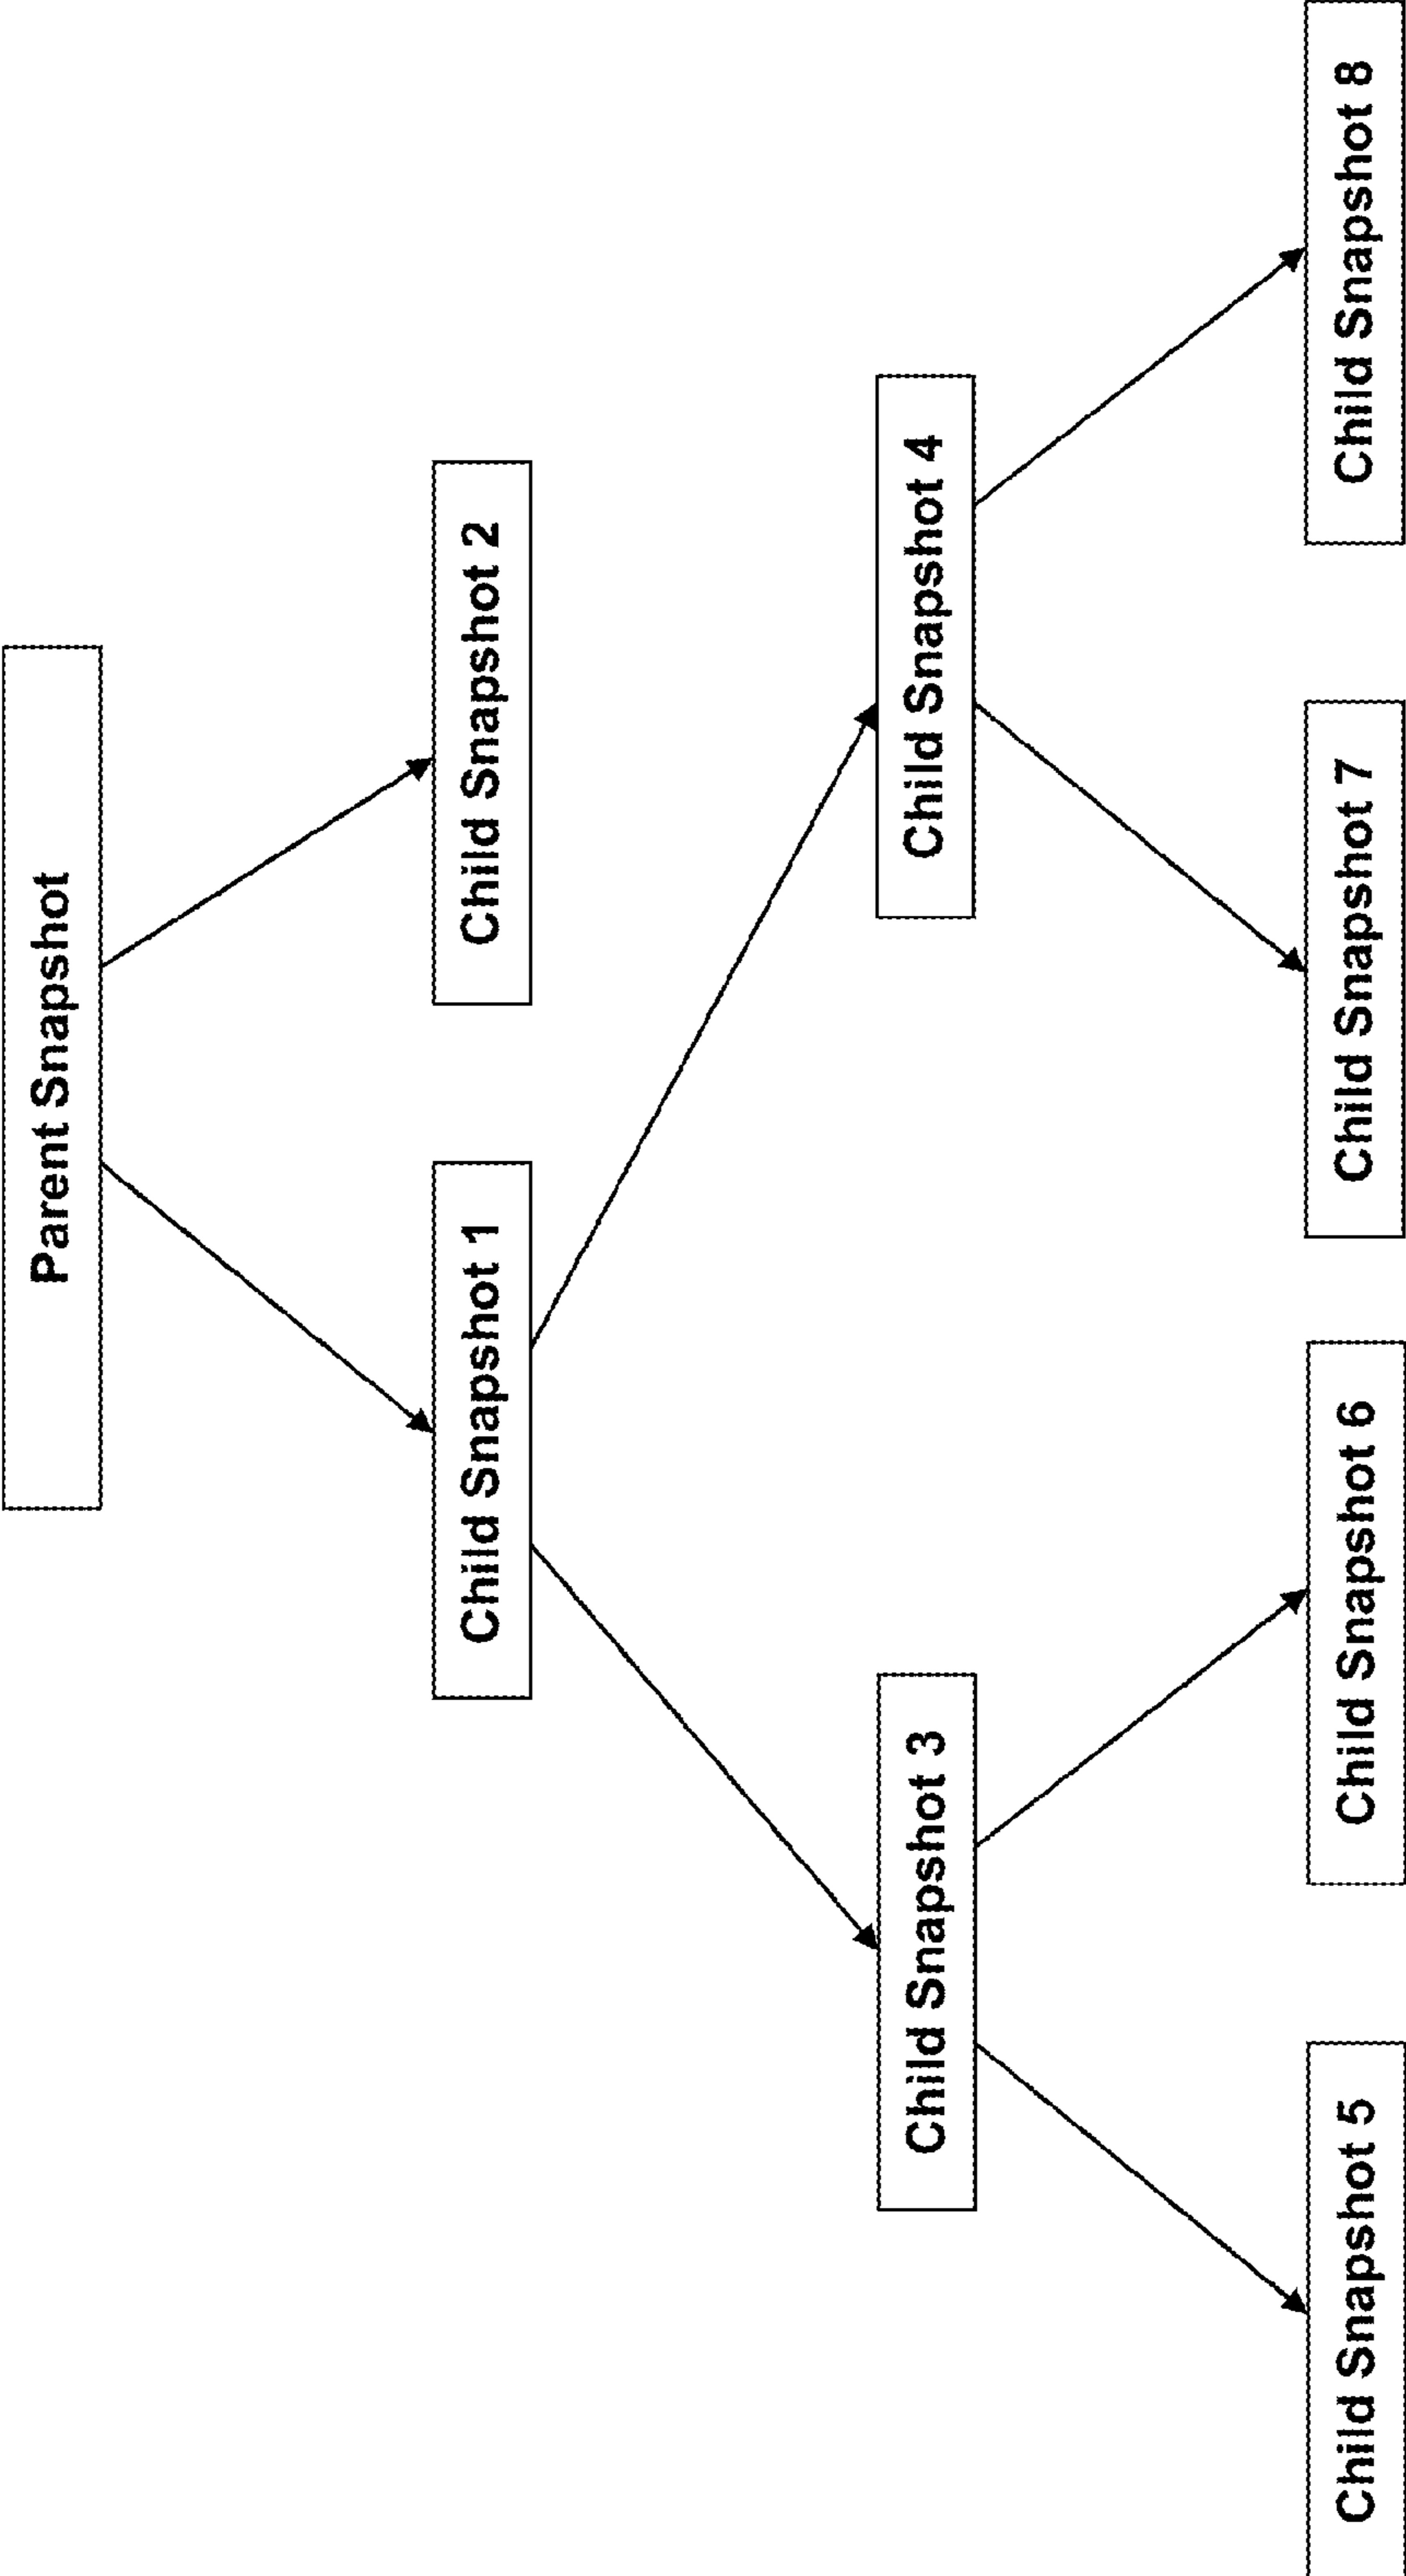 Parent Snapshot
Child Snapshot 1
Child Snapshot 2
Child Snapshot 3
Child Snapshot 4
Child Snapshot 5
Child Snapshot 6
Child Snapshot 7
Child Snapshot 8